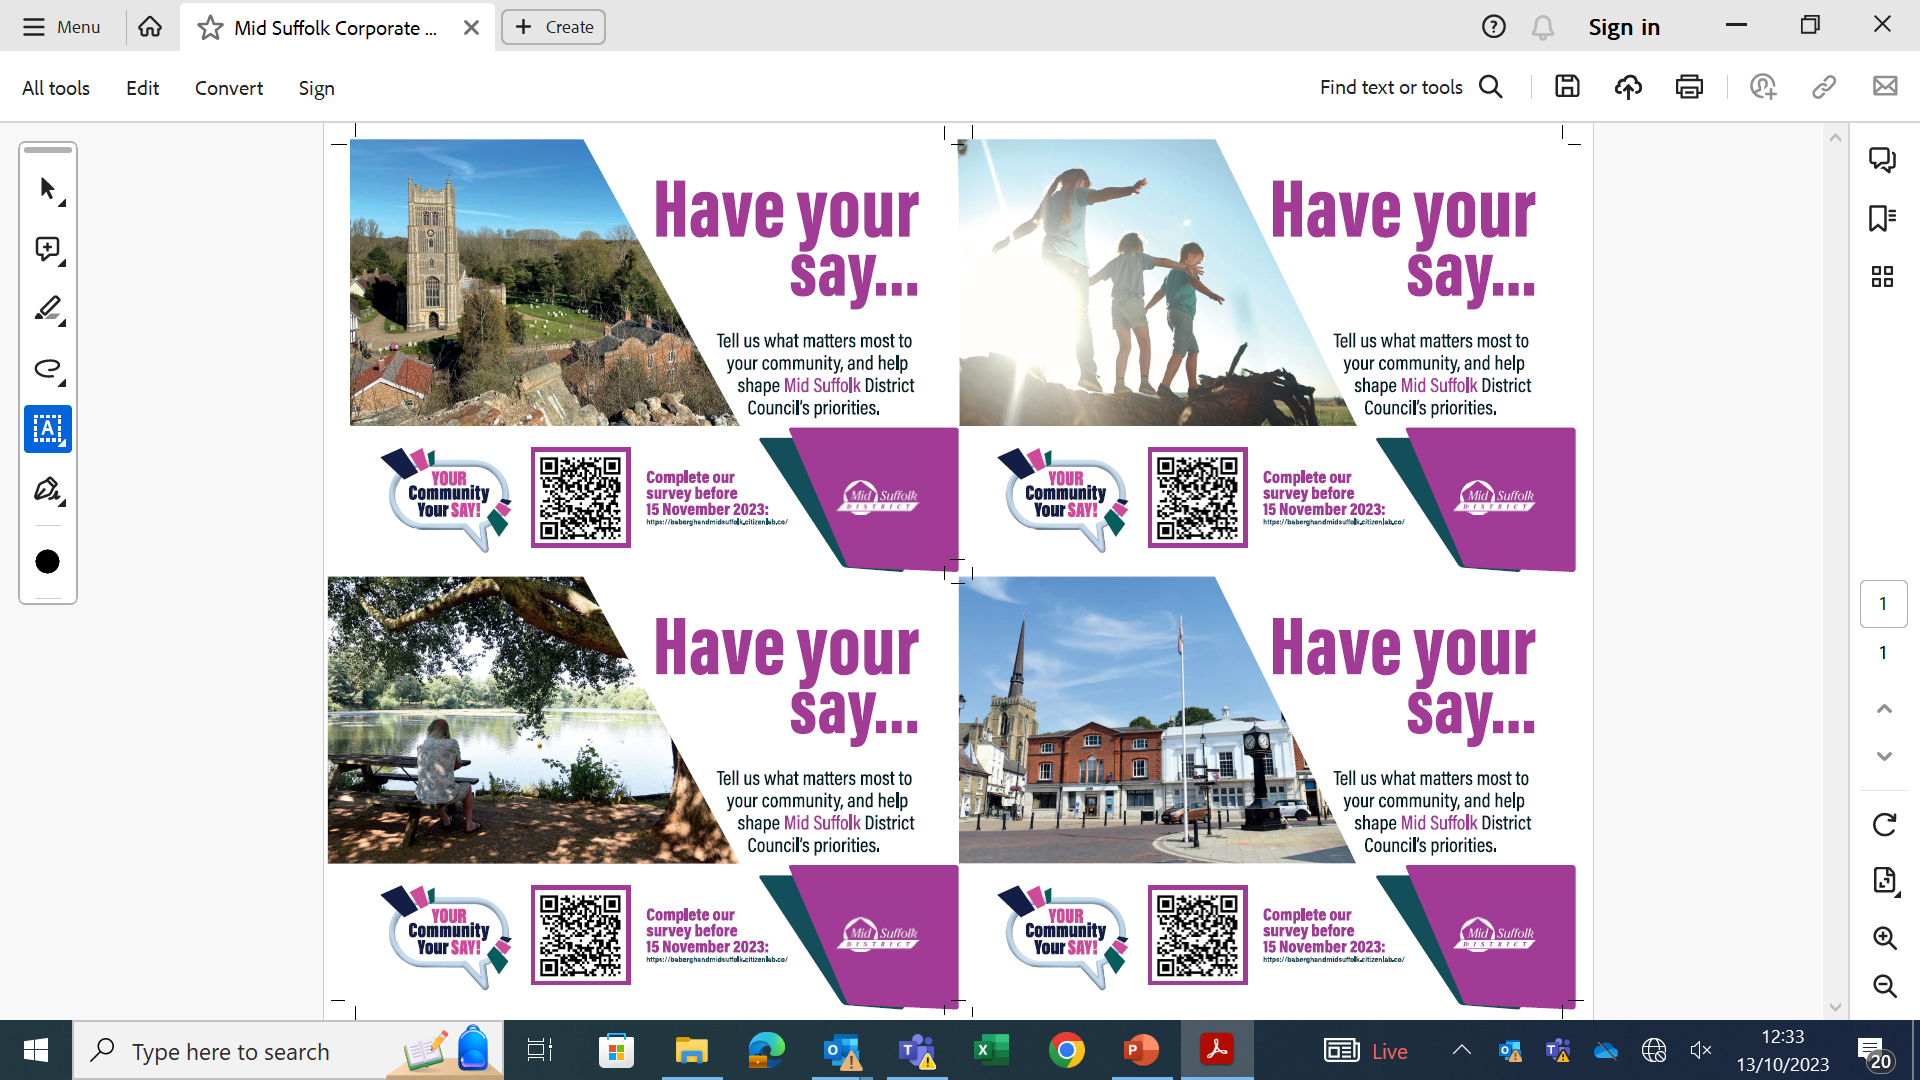 Menu
Mid Suffolk Corporate ...
Create
Sign in
All tools
Edit
Convert
Sign
Find text or tools
Have your
say...
Tell us what matters most to
your community, and help
shape Mid Suffolk District
Council's priorities.
YOUR
Community
Your SAY!
Complete our
survey before
15 November 2023:
https://baberghandmidsuffolk.citizenlab.co/
Mid Suffolk
DISTRICT
Have your
say...
Tell us what matters most to
your community, and help
shape Mid Suffolk District
Council's priorities.
YOUR
Community
Your SAY!
Complete our
survey before
15 November 2023:
https://baberghandmidsuffolk.citizenlab.co/
Mid Suffolk
DISTRICT
Have your
say...
Tell us what matters most to
your community, and help
shape Mid Suffolk District
Council's priorities.
YOUR
Community
Your SAY!
Complete our
survey before
15 November 2023:
https://baberghandmidsuffolk.citizenlab.co/
Mid Suffolk
DISTRICT
Have your
say...
Tell us what matters most to
your community, and help
shape Mid Suffolk District
Council's priorities.
YOUR
Community
Your SAY!
Complete our
survey before
15 November 2023:
https://baberghandmidsuffolk.citizenlab.co/
Mid Suffolk
DISTRICT
1
1
Type here to search
Live
12:33
13/10/2023
20